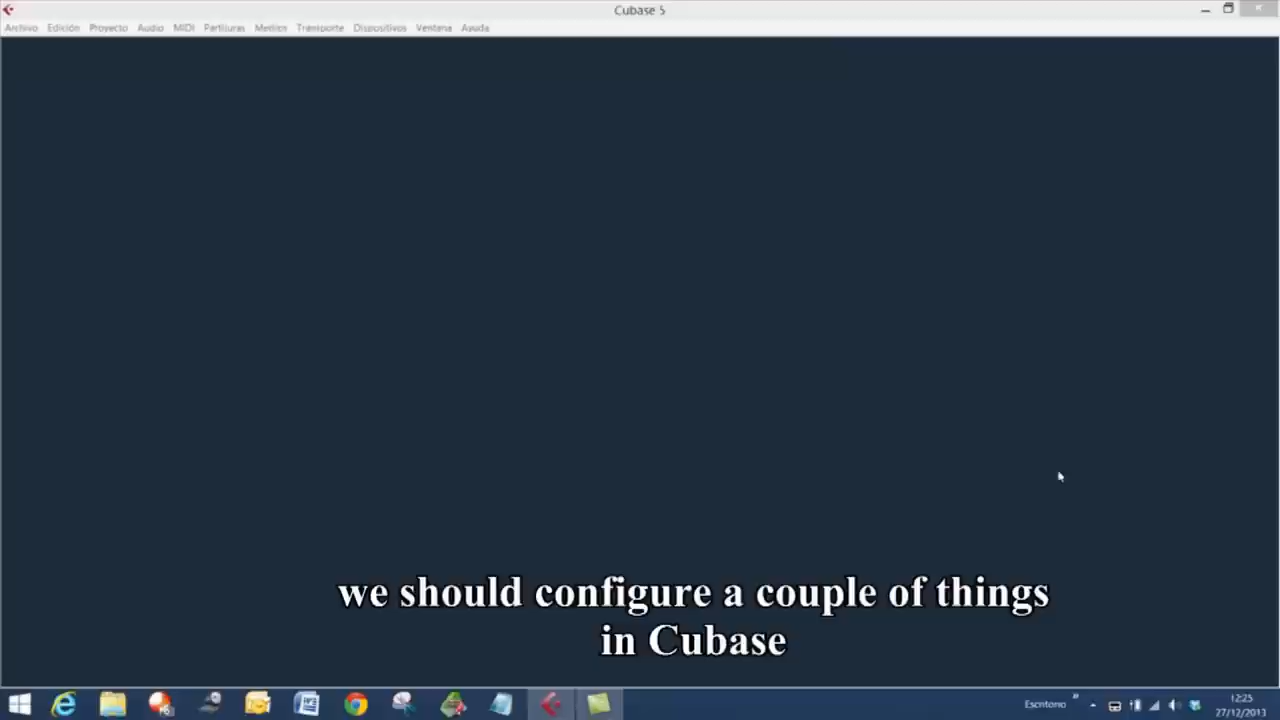 Cubase 5
Archivo Edición Proyecto Audio MIDI Partituras Medios Transporte Dispositivos Ventana Ayuda
we should configure a couple of things
in Cubase
Escritorio
12:25
27/12/2013